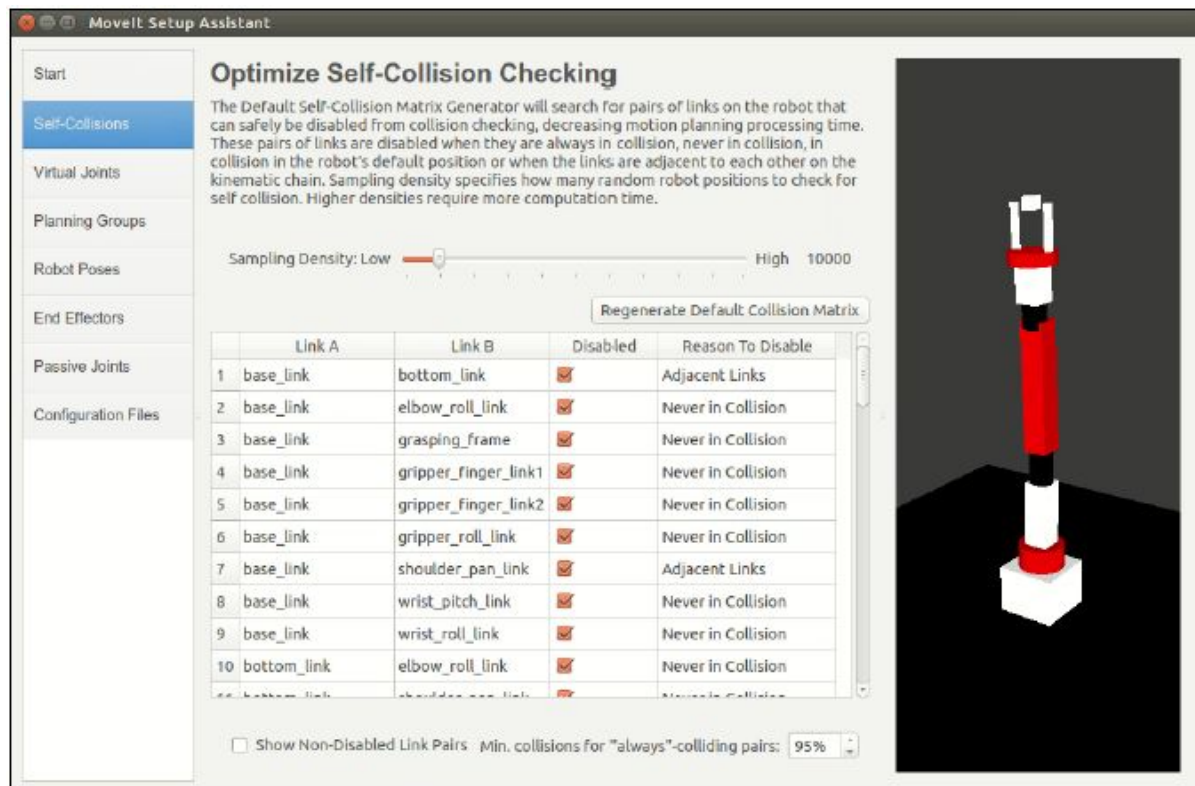 MoveIt Setup Assistant
Start
Self-Collisions
Virtual Joints
Planning Groups
Robot Poses
End Effectors
Passive Joints
Configuration Files
Optimize Self-Collision Checking
The Default Self-Collision Matrix Generator will search for pairs of links on the robot that
can safely be disabled from collision checking, decreasing motion planning processing time.
These pairs of links are disabled when they are always in collision, never in collision, in
collision in the robot's default position or when the links are adjacent to each other on the
kinematic chain. Sampling density specifies how many random robot positions to check for
self collision. Higher densities require more computation time.
Sampling Density: Low High 10000
Regenerate Default Collision Matrix
Link A Link B Disabled Reason To Disable
1 base_link bottom_link Adjacent Links
2 base_link elbow_roll_link Never in Collision
3 base_link grasping_frame Never in Collision
4 base_link gripper_finger_link1 Never in Collision
5 base_link gripper_finger_link2 Never in Collision
6 base_link gripper_roll_link Never in Collision
7 base_link shoulder_pan_link Adjacent Links
8 base_link wrist_pitch_link Never in Collision
9 base_link wrist_roll_link Never in Collision
10 bottom_link elbow_roll_link Never in Collision
Show Non-Disabled Link Pairs Min. collisions for "always"-colliding pairs: 95%